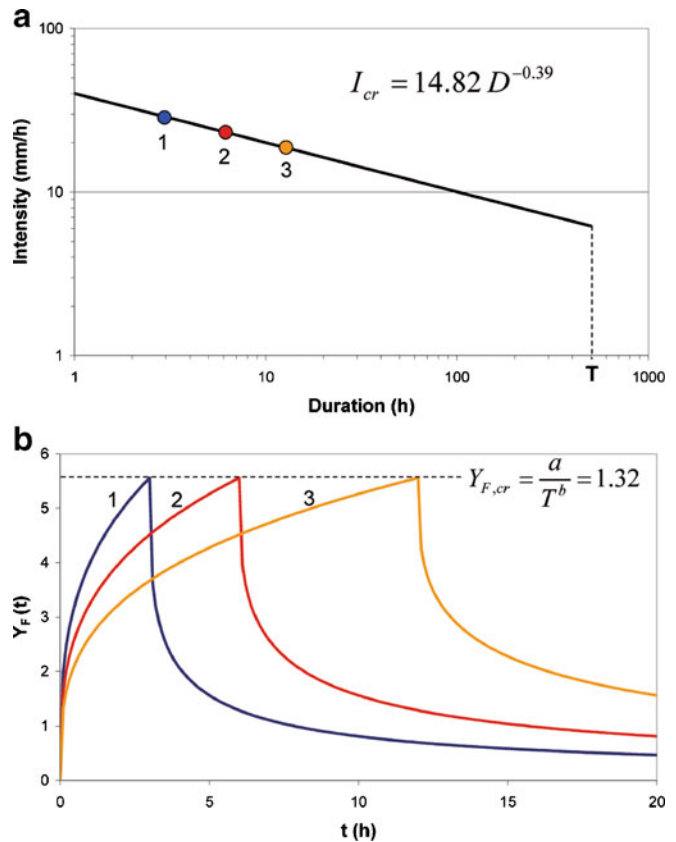 a
100
I_cr = 14.82 D^-0.39
1
2
3
10
1
Intensity (mm/h)
1 10 100 T 1000
Duration (h)
b
6
Y_F,cr = a / T^b = 1.32
1 2 3
5
4
3
2
1
0
Y_F (t)
0 5 10 15 20
t (h)